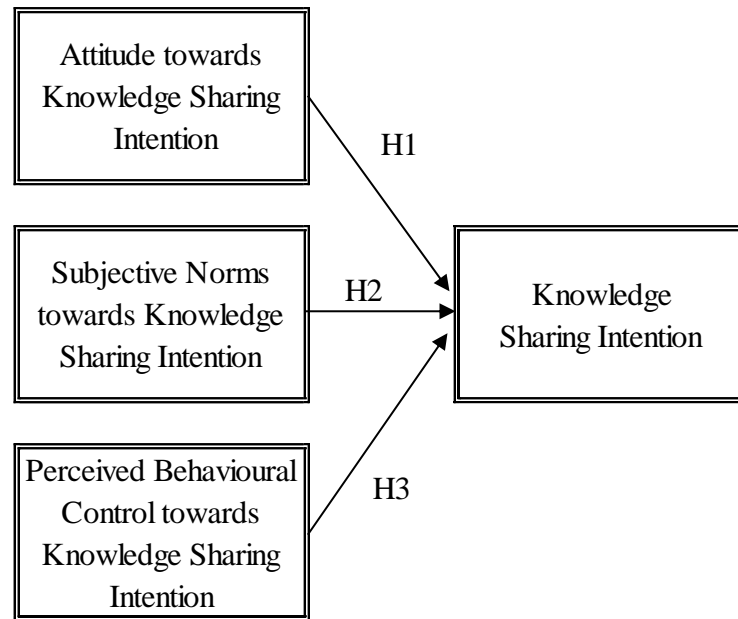 Attitude towards
Knowledge Sharing
Intention
H1
Subjective Norms
towards Knowledge
Sharing Intention
H2
Knowledge
Sharing Intention
Perceived Behavioural
Control towards
Knowledge Sharing
Intention
H3